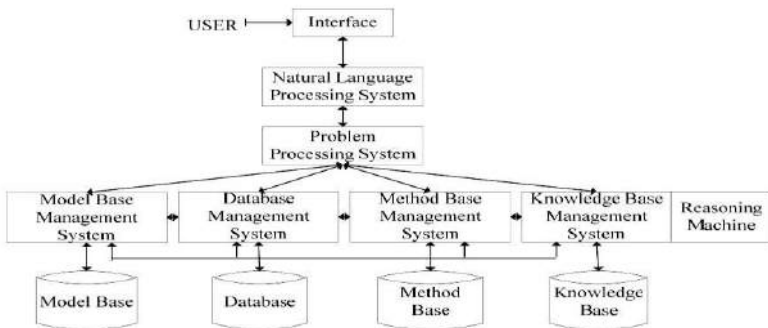 USER
Interface
Natural Language
Processing System
Problem
Processing System
Model Base
Management
System
Database
Management
System
Method Base
Management
System
Knowledge Base
Management
System
Reasoning
Machine
Model Base
Database
Method
Base
Knowledge
Base